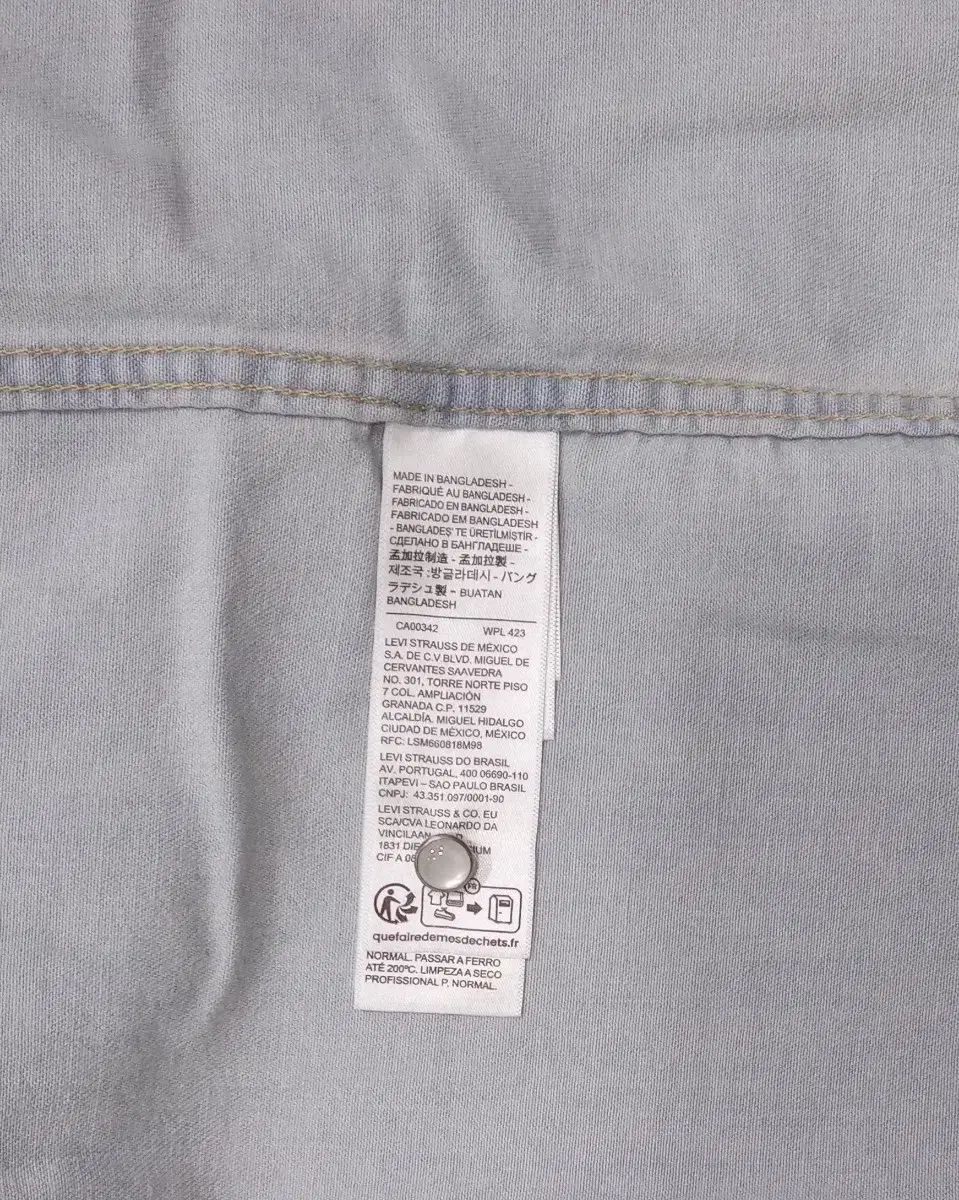 MADE IN BANGLADESH -
FABRIQUÉ AU BANGLADESH -
FABRICADO EN BANGLADESH -
FABRICADO EM BANGLADESH
- BANGLADEŞ' TE ÜRETİLMİŞTİR -
СДЕЛАНО В БАНГЛАДЕШЕ -
孟加拉制造 - 孟加拉製 -
제조국 :방글라데시 - バング
ラデシュ製 - BUATAN
BANGLADESH
CA00342 WPL 423
LEVI STRAUSS DE MÉXICO
S.A. DE C.V BLVD. MIGUEL DE
CERVANTES SAAVEDRA
NO. 301, TORRE NORTE PISO
7 COL. AMPLIACIÓN
GRANADA C.P. 11529
ALCALDÍA. MIGUEL HIDALGO
CIUDAD DE MÉXICO, MÉXICO
RFC: LSM660818M98
LEVI STRAUSS DO BRASIL
AV. PORTUGAL, 400 06690-110
ITAPEVI – SAO PAULO BRASIL
CNPJ: 43.351.097/0001-90
LEVI STRAUSS & CO. EU
SCA/CVA LEONARDO DA
VINCILAAN
1831
CIF A
FR
quefairedemesdechets.fr
NORMAL. PASSAR A FERRO
ATÉ 200ºC. LIMPEZA A SECO
PROFISSIONAL P. NORMAL.